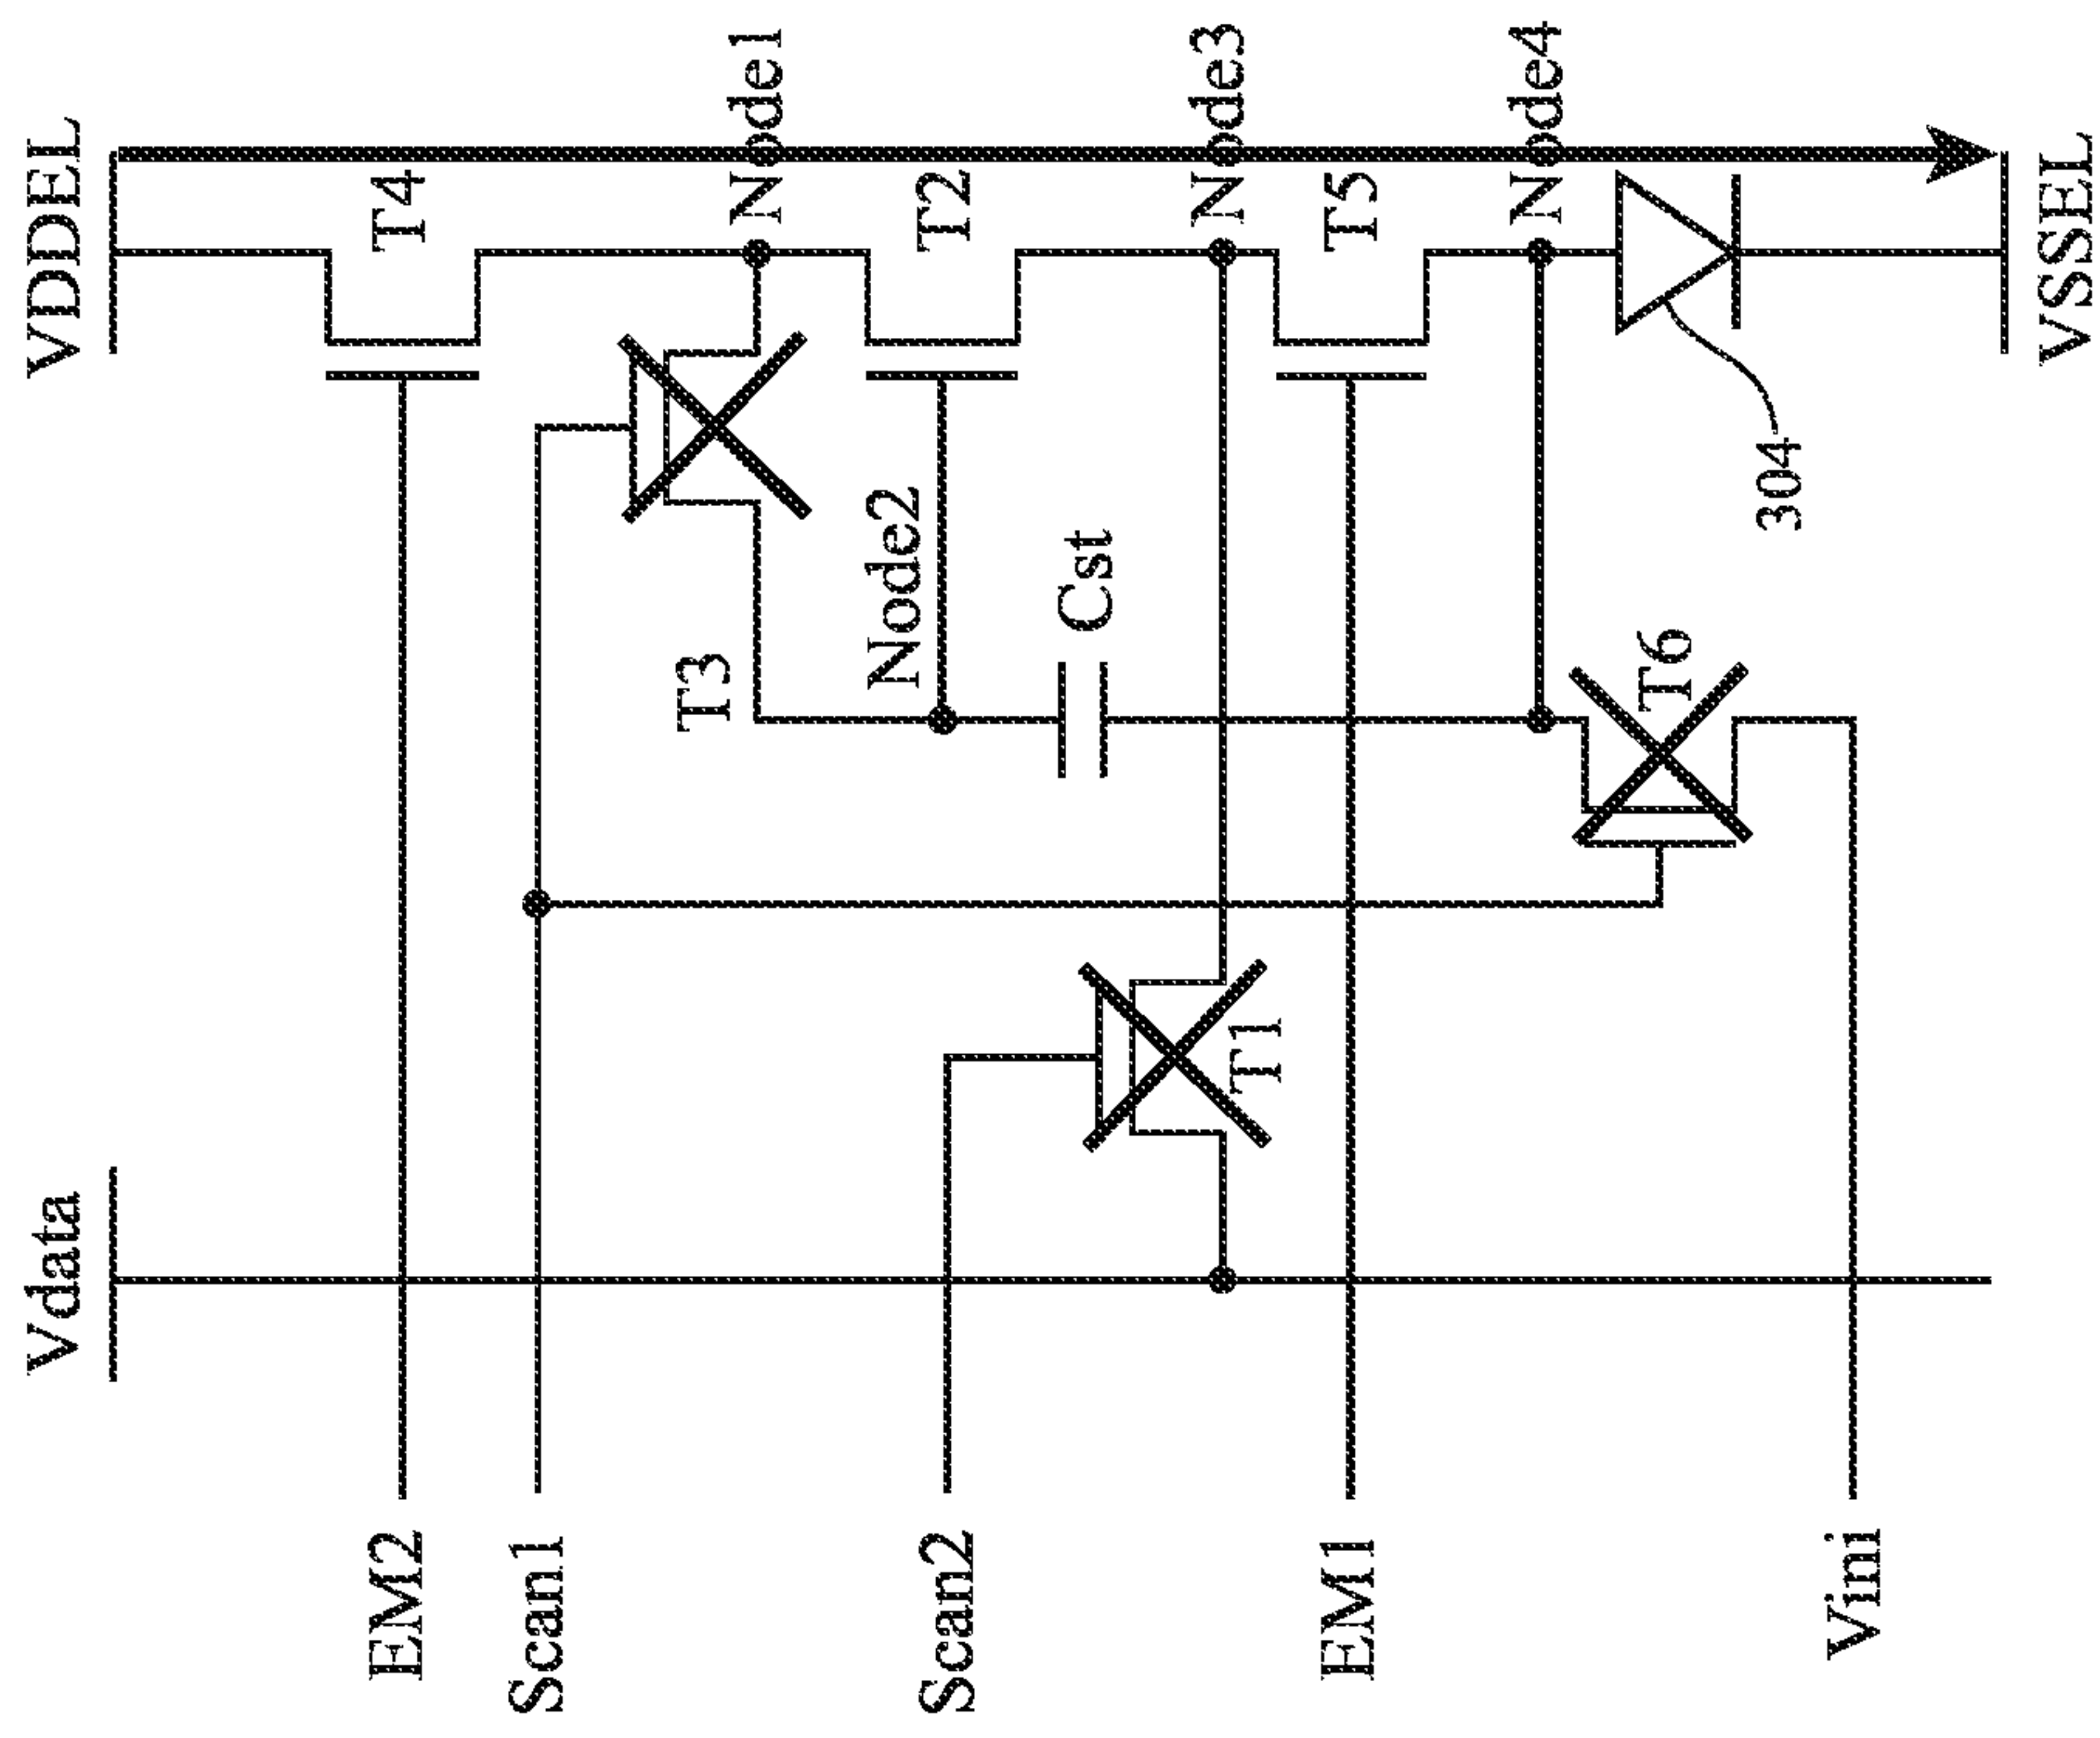 VDDEL
T4
Node1
T2
Node3
T5
Node4
VSSEL
T3
Node2
Cst
304
T6
T1
Vdata
EM2
Scan1
Scan2
EM1
Vini